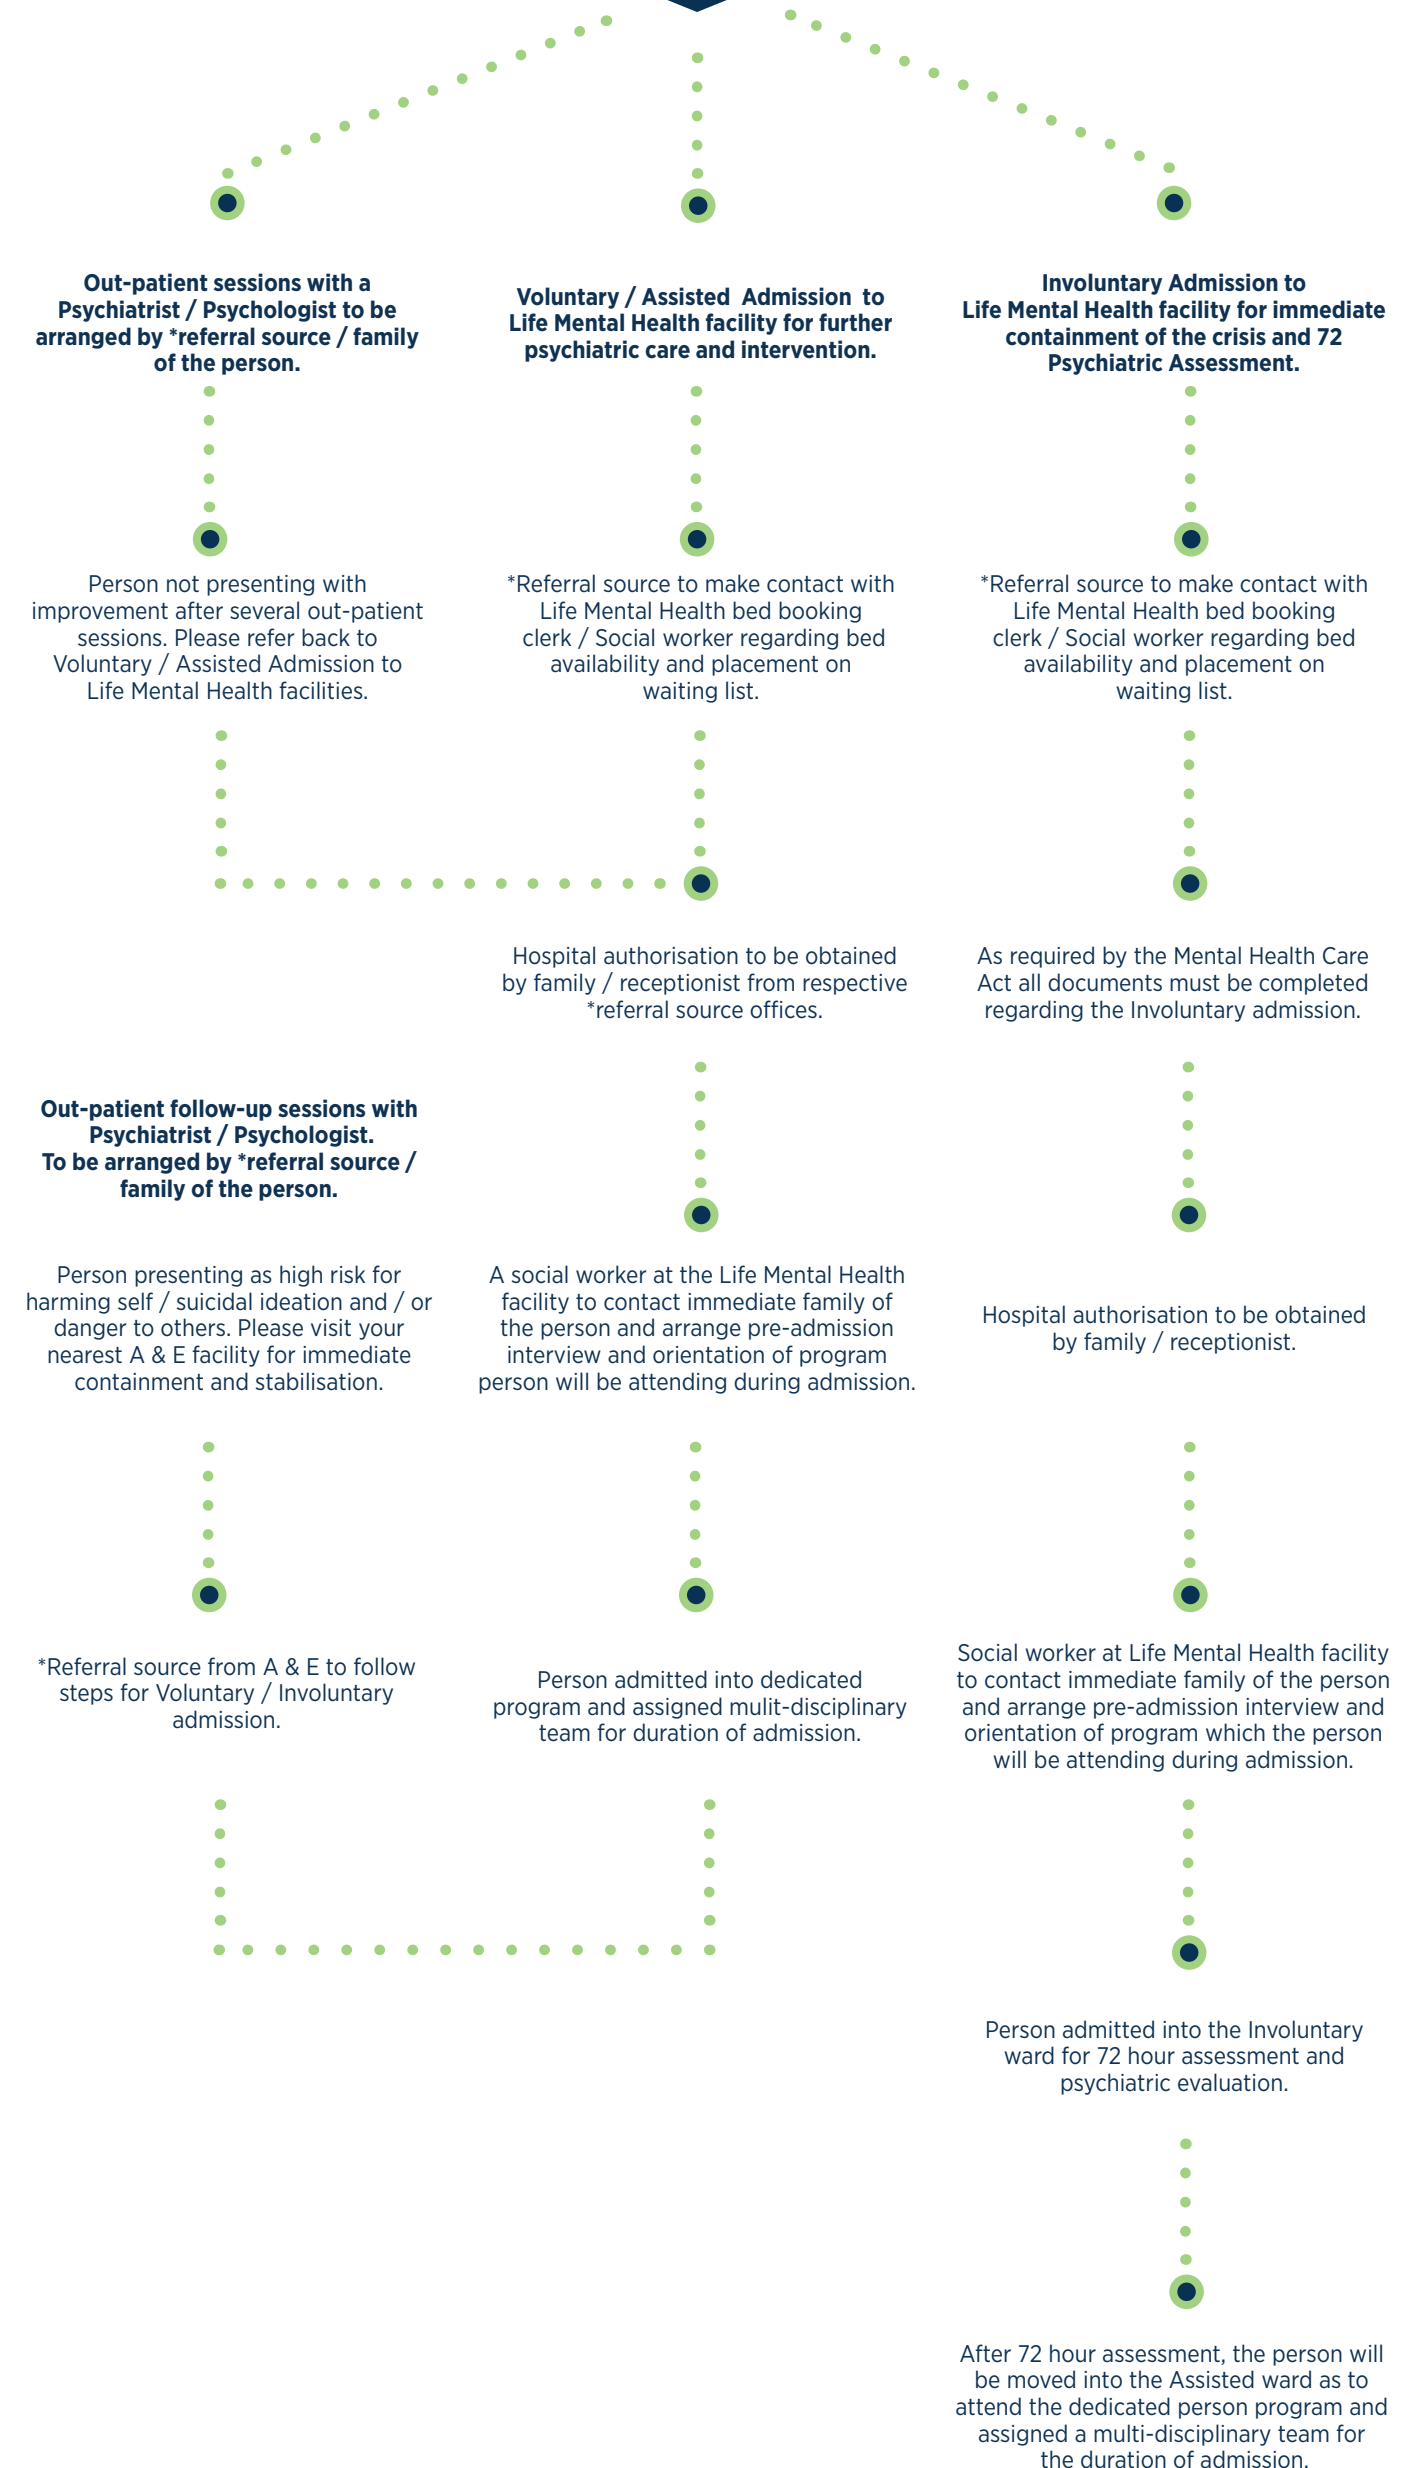 Out-patient sessions with a
Psychiatrist / Psychologist to be
arranged by *referral source / family
of the person.
Voluntary / Assisted Admission to
Life Mental Health facility for further
psychiatric care and intervention.
Involuntary Admission to
Life Mental Health facility for immediate
containment of the crisis and 72
Psychiatric Assessment.
Person not presenting with
improvement after several out-patient
sessions. Please refer back to
Voluntary / Assisted Admission to
Life Mental Health facilities.
*Referral source to make contact with
Life Mental Health bed booking
clerk / Social worker regarding bed
availability and placement on
waiting list.
*Referral source to make contact with
Life Mental Health bed booking
clerk / Social worker regarding bed
availability and placement on
waiting list.
Hospital authorisation to be obtained
by family / receptionist from respective
*referral source offices.
As required by the Mental Health Care
Act all documents must be completed
regarding the Involuntary admission.
Out-patient follow-up sessions with
Psychiatrist / Psychologist.
To be arranged by *referral source /
family of the person.
Person presenting as high risk for
harming self / suicidal ideation and / or
danger to others. Please visit your
nearest A & E facility for immediate
containment and stabilisation.
A social worker at the Life Mental Health
facility to contact immediate family of
the person and arrange pre-admission
interview and orientation of program
person will be attending during admission.
Hospital authorisation to be obtained
by family / receptionist.
*Referral source from A & E to follow
steps for Voluntary / Involuntary
admission.
Person admitted into dedicated
program and assigned mulit-disciplinary
team for duration of admission.
Social worker at Life Mental Health facility
to contact immediate family of the person
and arrange pre-admission interview and
orientation of program which the person
will be attending during admission.
Person admitted into the Involuntary
ward for 72 hour assessment and
psychiatric evaluation.
After 72 hour assessment, the person will
be moved into the Assisted ward as to
attend the dedicated person program and
assigned a multi-disciplinary team for
the duration of admission.